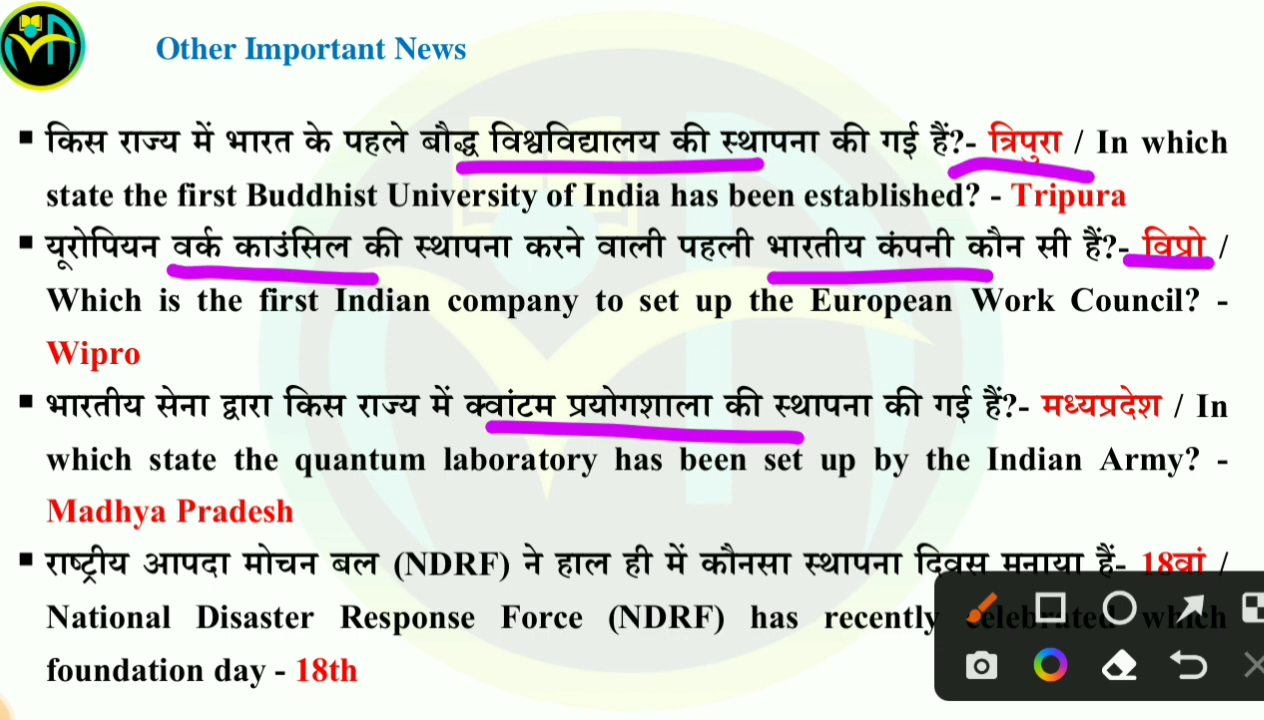 Other Important News
▪ किस राज्य में भारत के पहले बौद्ध विश्वविद्यालय की स्थापना की गई हैं?- त्रिपुरा / In which
state the first Buddhist University of India has been established? - Tripura
▪ यूरोपियन वर्क काउंसिल की स्थापना करने वाली पहली भारतीय कंपनी कौन सी हैं?- विप्रो /
Which is the first Indian company to set up the European Work Council? -
Wipro
▪ भारतीय सेना द्वारा किस राज्य में क्वांटम प्रयोगशाला की स्थापना की गई हैं?- मध्यप्रदेश / In
which state the quantum laboratory has been set up by the Indian Army? -
Madhya Pradesh
▪ राष्ट्रीय आपदा मोचन बल (NDRF) ने हाल ही में कौनसा स्थापना दिवस मनाया हैं- 18वां /
National Disaster Response Force (NDRF) has recently celebrated which
foundation day - 18th